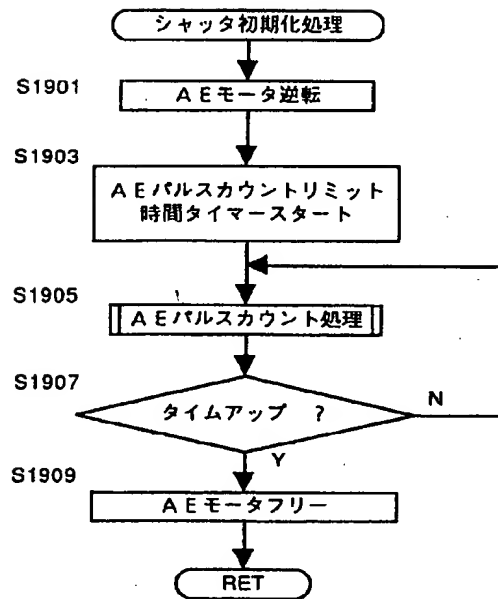 シャッタ初期化処理
S1901
AEモータ逆転
S1903
AEパルスカウントリミット
時間タイマースタート
S1905
AEパルスカウント処理
S1907
タイムアップ ?
N
Y
S1909
AEモータフリー
RET